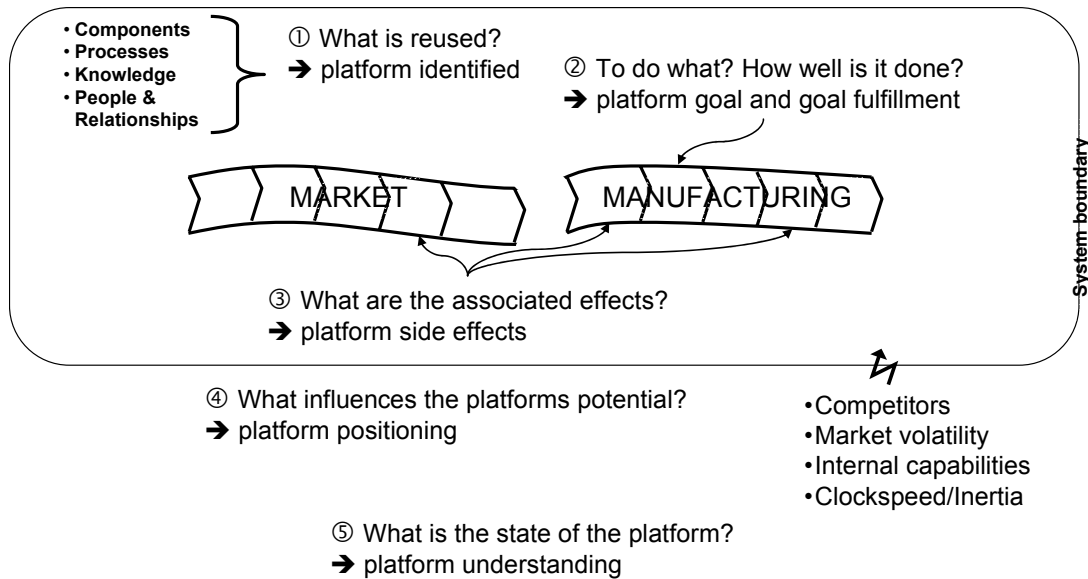 • Components
• Processes
• Knowledge
• People &
Relationships
① What is reused?
➔ platform identified
② To do what? How well is it done?
➔ platform goal and goal fulfillment
MARKET
MANUFACTURING
System boundary
③ What are the associated effects?
➔ platform side effects
④ What influences the platforms potential?
➔ platform positioning
•Competitors
•Market volatility
•Internal capabilities
•Clockspeed/Inertia
⑤ What is the state of the platform?
➔ platform understanding